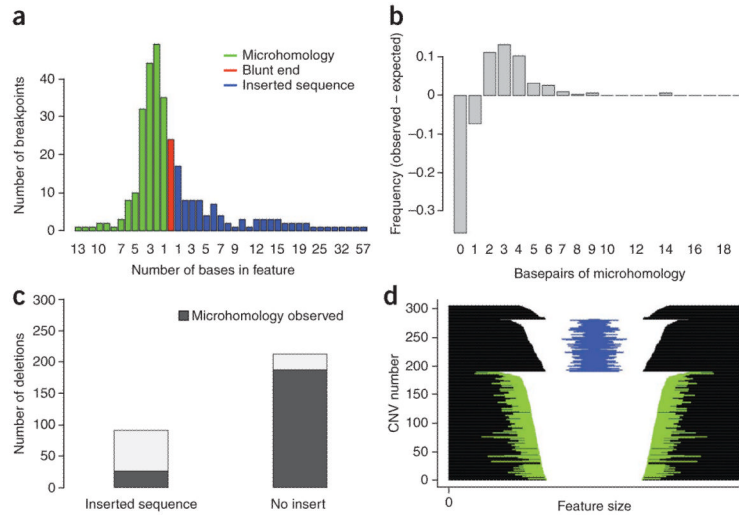 a
Number of breakpoints
40
30
20
10
0
Microhomology
Blunt end
Inserted sequence
13 10 7 5 3 1 1 3 5 7 9 12 15 19 25 32 57
Number of bases in feature
b
Frequency (observed – expected)
0.1
0
–0.1
–0.3
0 1 2 3 4 5 6 7 8 9 10 12 14 16 18
Basepairs of microhomology
c
Number of deletions
300
250
200
150
100
50
0
Microhomology observed
Inserted sequence No insert
d
CNV number
300
250
200
150
100
50
0
0
Feature size